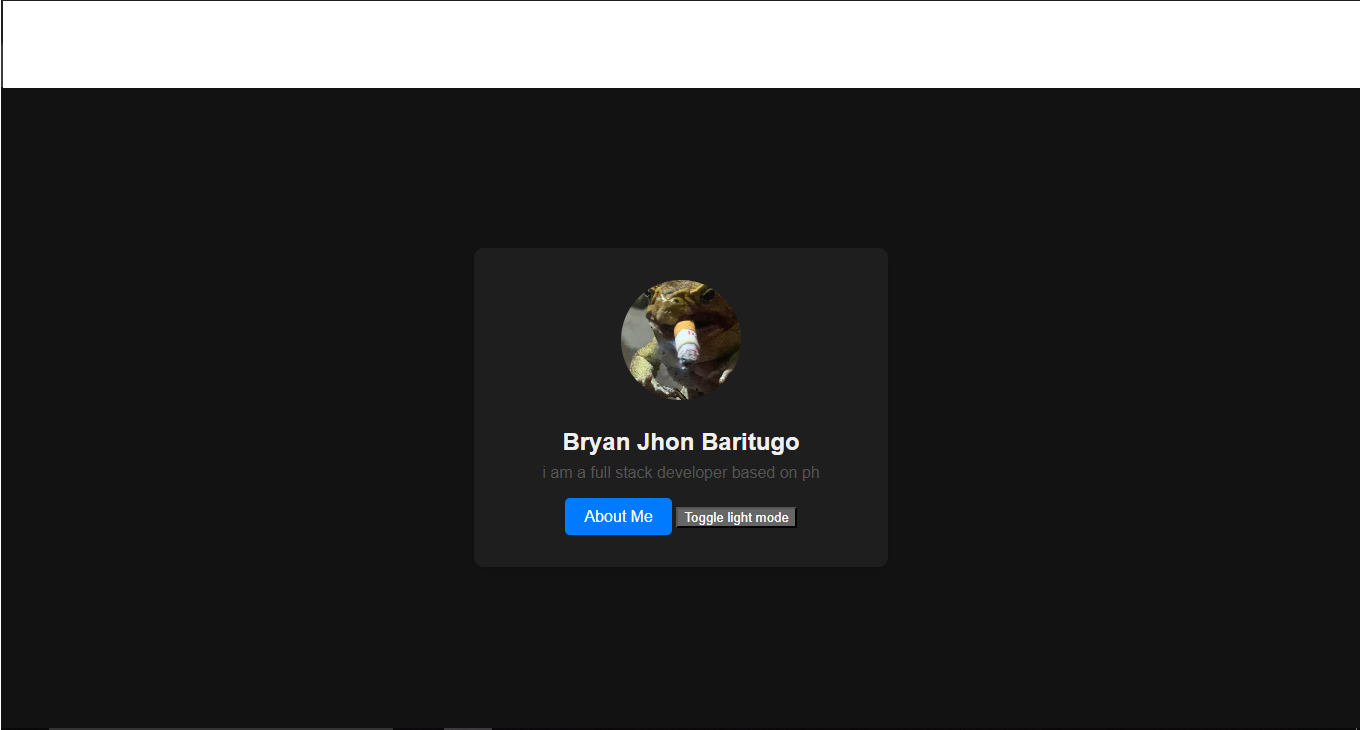 Bryan Jhon Baritugo
i am a full stack developer based on ph
About Me Toggle light mode